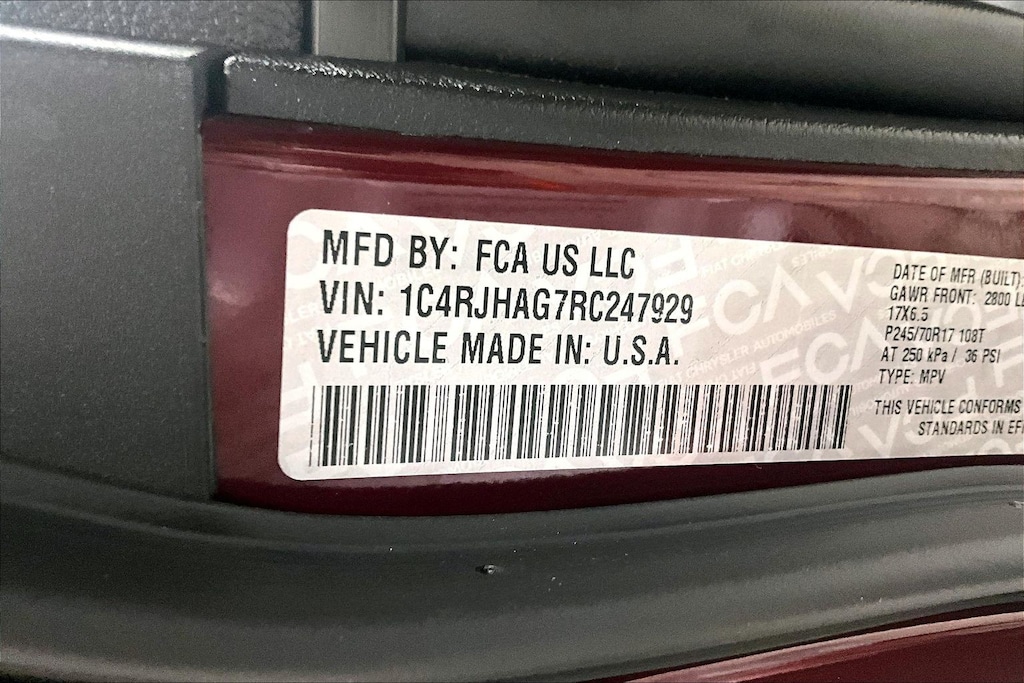 MFD BY: FCA US LLC
VIN: 1C4RJHAG7RC247929
VEHICLE MADE IN: U.S.A.
DATE OF MFR (BUILT):
GAWR FRONT: 2800 L
17X6.5
P245/70R17 108T
AT 250 kPa / 36 PSI
TYPE: MPV
THIS VEHICLE CONFORMS
STANDARDS IN EF